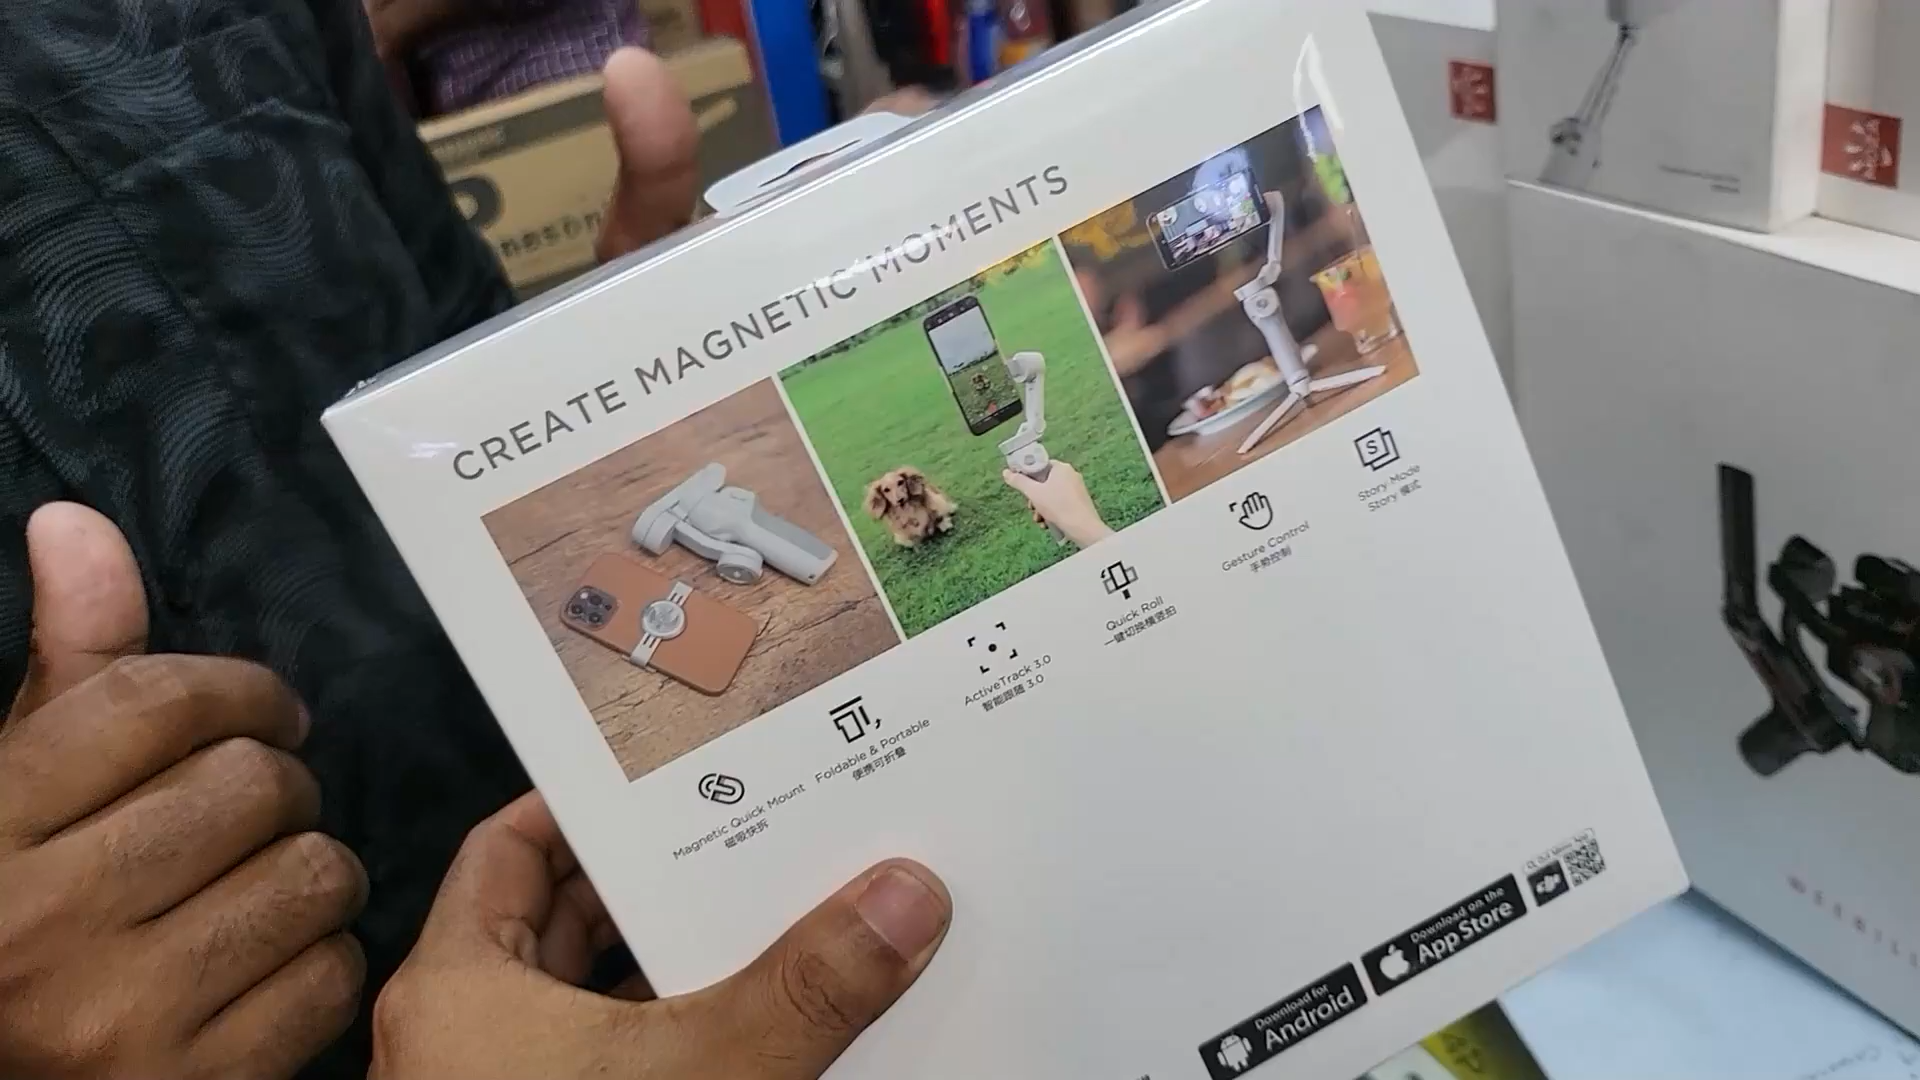 CREATE MAGNETIC MOMENTS
Magnetic Quick Mount
磁吸快拆
Foldable & Portable
便携可折叠
ActiveTrack 3.0
智能跟随 3.0
Quick Roll
一键切换横竖拍
Gesture Control
手势控制
S
Story Mode
Story 模式
Download for
Android
Download on the
App Store
dji